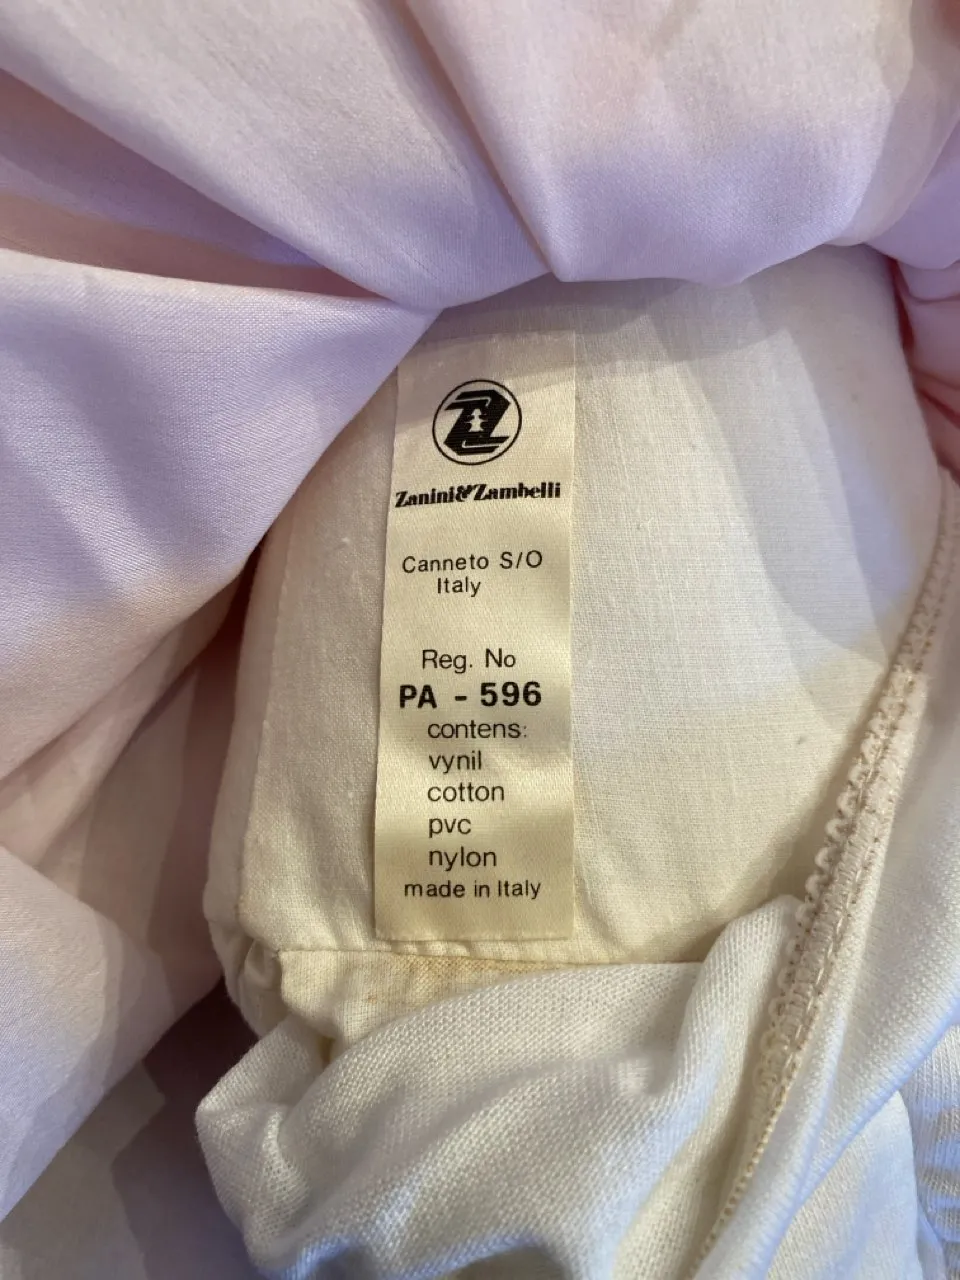 Zanini&Zambelli
Canneto S/O
Italy
Reg. No
PA - 596
contens:
vynil
cotton
pvc
nylon
made in Italy